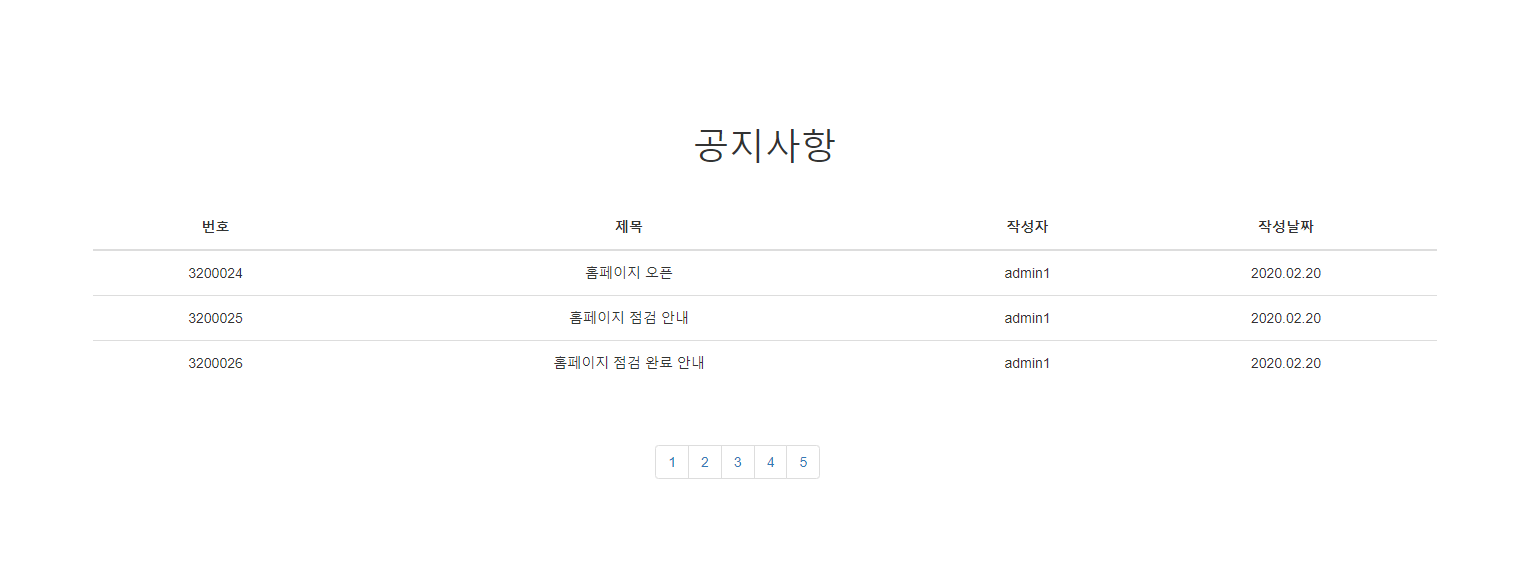 공지사항
번호 제목 작성자 작성날짜
3200024 홈페이지 오픈 admin1 2020.02.20
3200025 홈페이지 점검 안내 admin1 2020.02.20
3200026 홈페이지 점검 완료 안내 admin1 2020.02.20
1 2 3 4 5